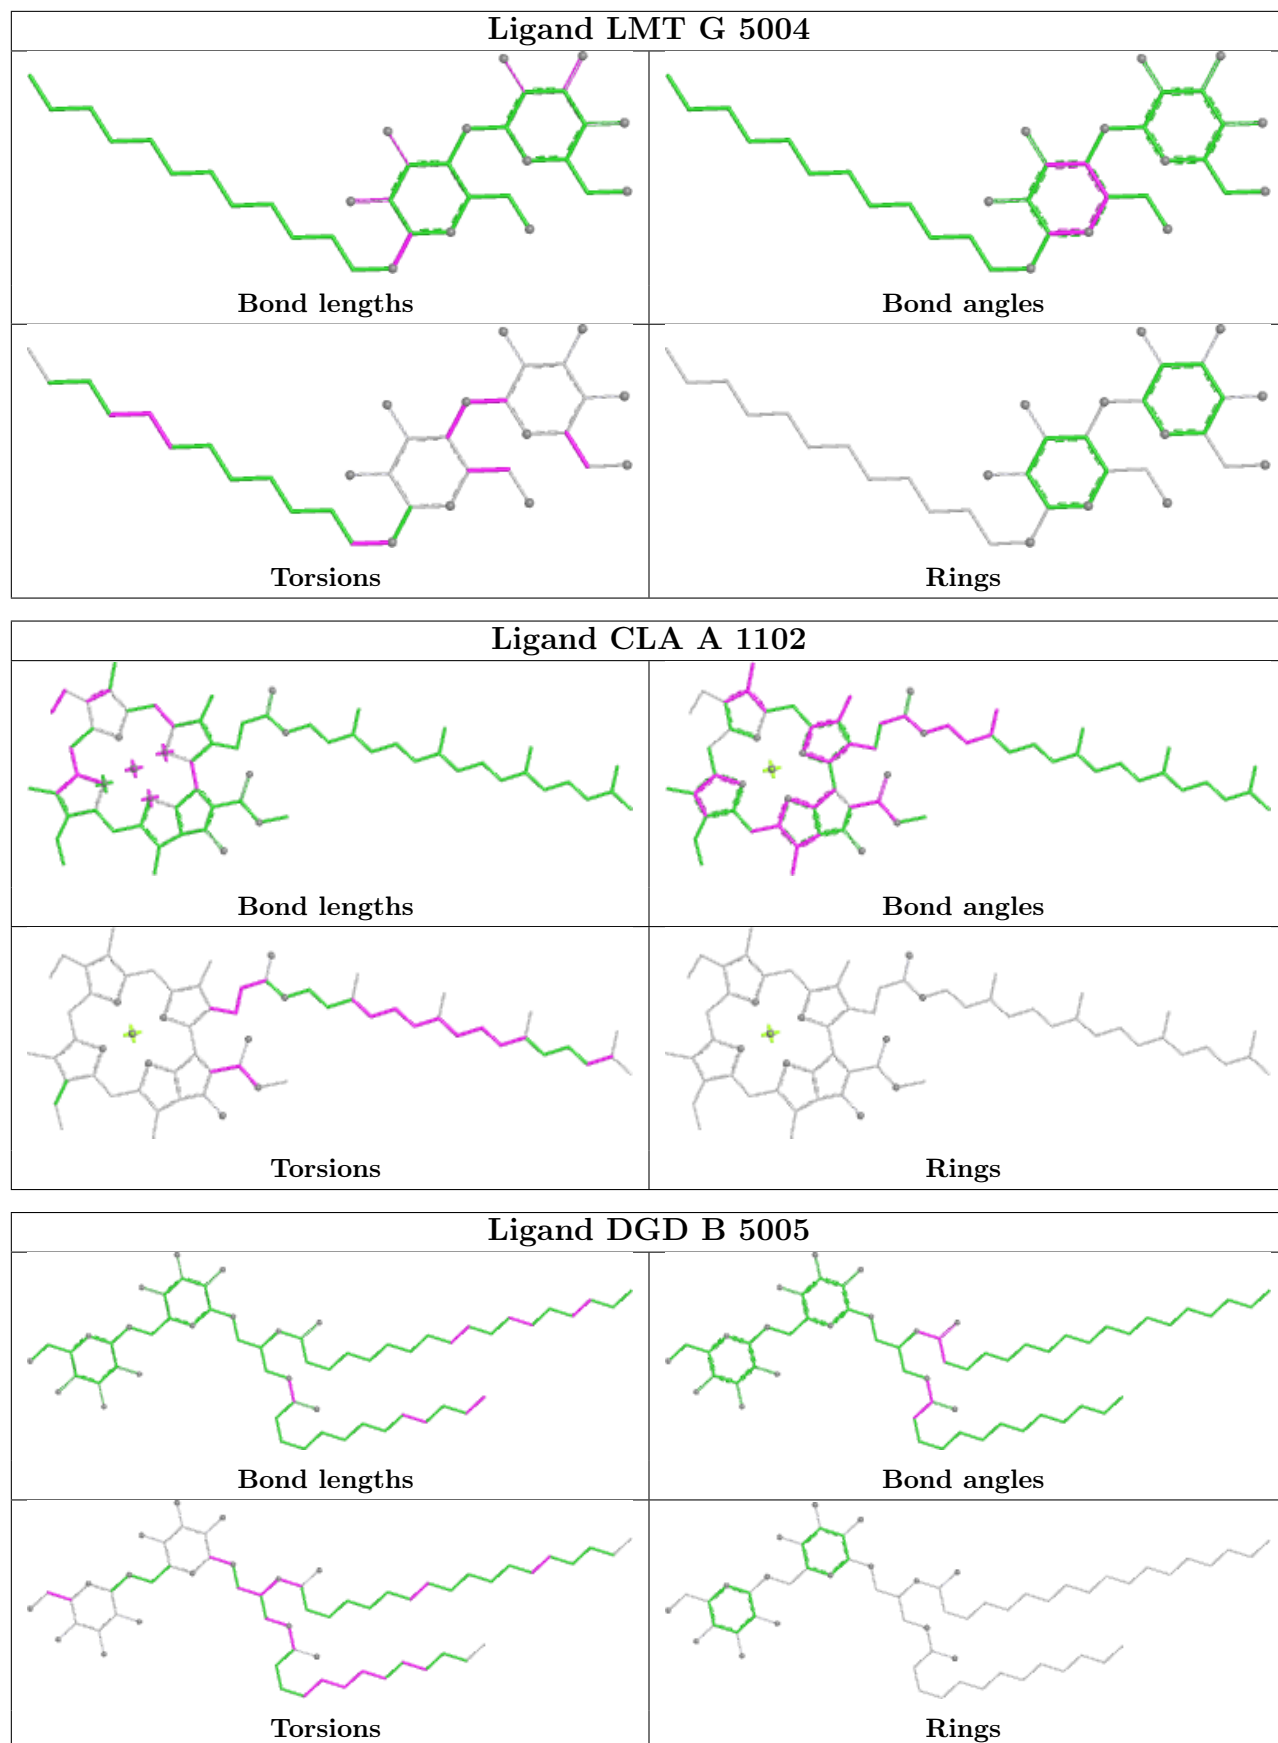 Ligand LMT G 5004
Bond lengths
Bond angles
Torsions
Rings
Ligand CLA A 1102
Bond lengths
Bond angles
Torsions
Rings
Ligand DGD B 5005
Bond lengths
Bond angles
Torsions
Rings